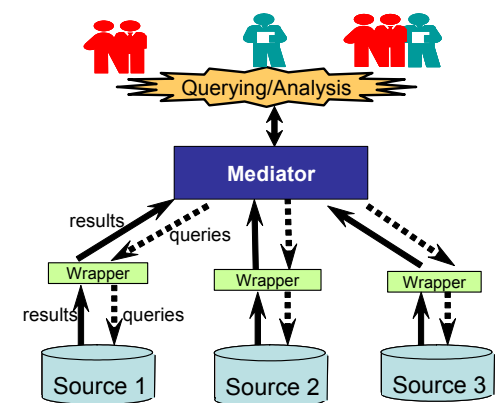 Querying/Analysis
Mediator
results
queries
Wrapper
Wrapper
Wrapper
results
queries
Source 1
Source 2
Source 3